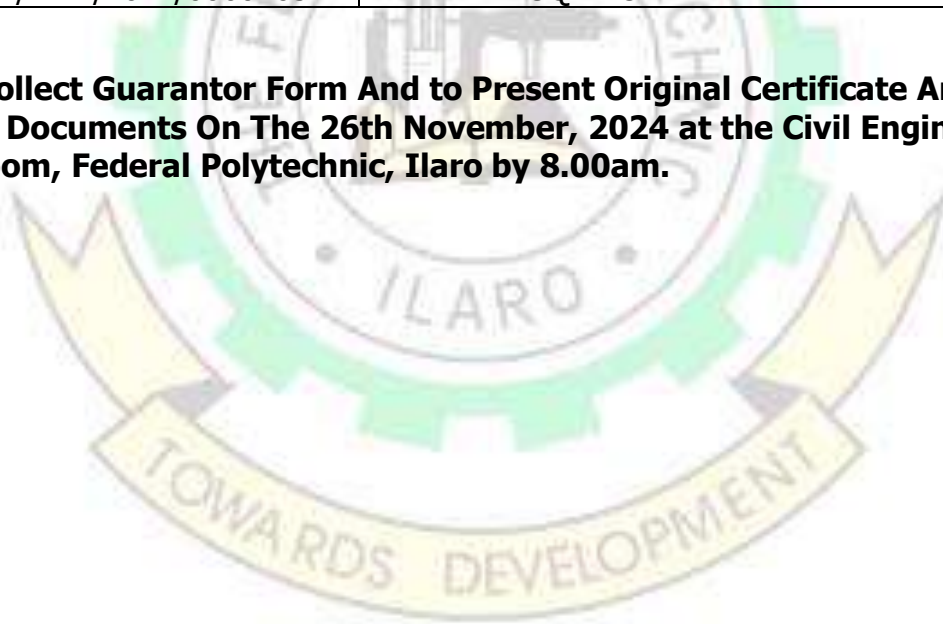 ollect Guarantor Form And to Present Original Certificate A
Documents On The 26th November, 2024 at the Civil Engin
om, Federal Polytechnic, Ilaro by 8.00am.
ILARO
TOWARDS DEVELOPMENT